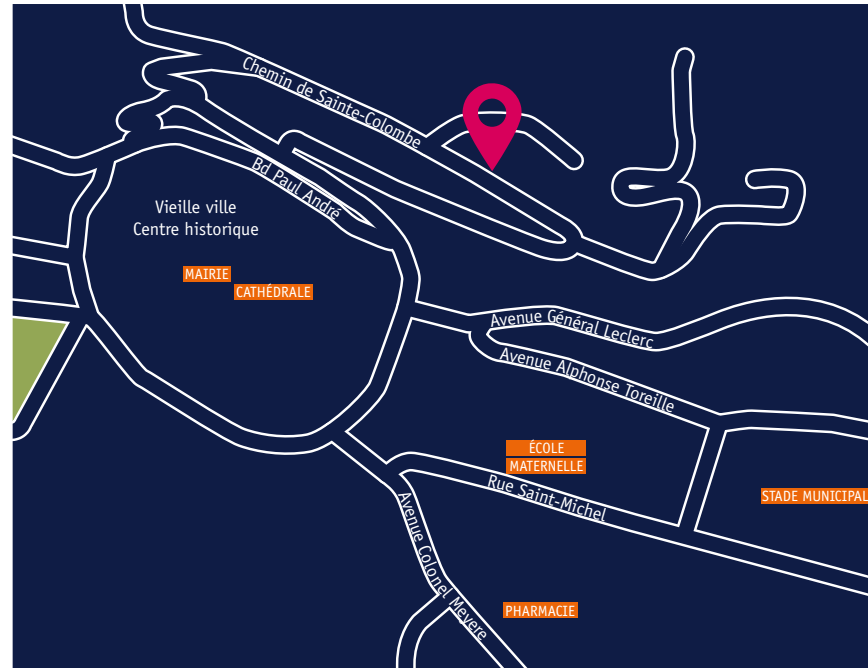 Chemin de Sainte-Colombe
Bd Paul André
Vieille ville
Centre historique
MAIRIE
CATHÉDRALE
Avenue Général Leclerc
Avenue Alphonse Toreille
ÉCOLE
MATERNELLE
Rue Saint-Michel
STADE MUNICIPAL
Avenue Colonel Meyere
PHARMACIE